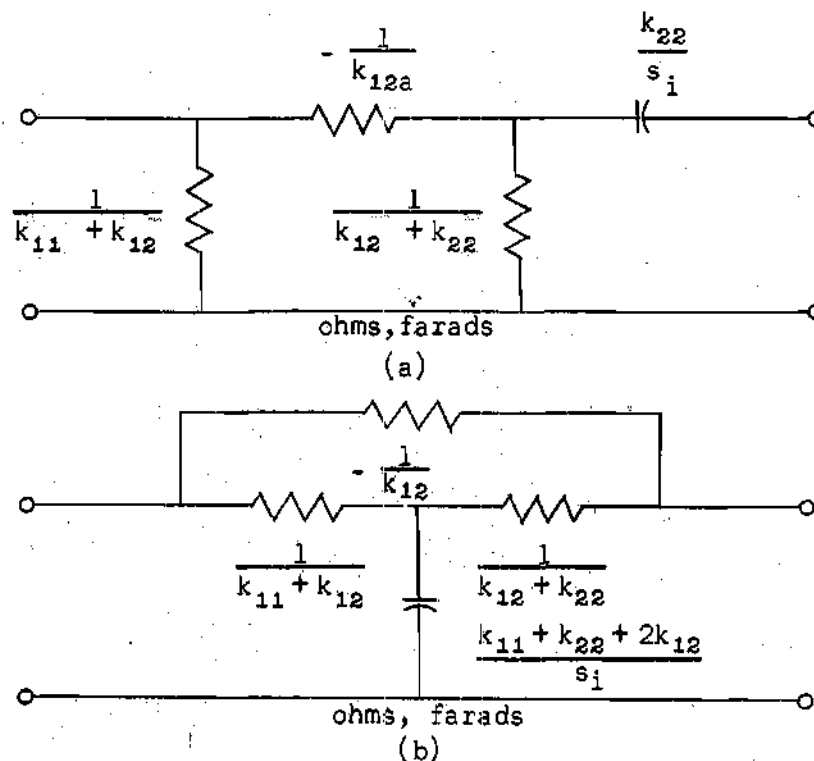 - 1/k12a
k22/si
1/(k11 + k12)
1/(k12 + k22)
ohms, farads
(a)
- 1/k12
1/(k11 + k12)
1/(k12 + k22)
(k11 + k22 + 2k12)/si
ohms, farads
(b)